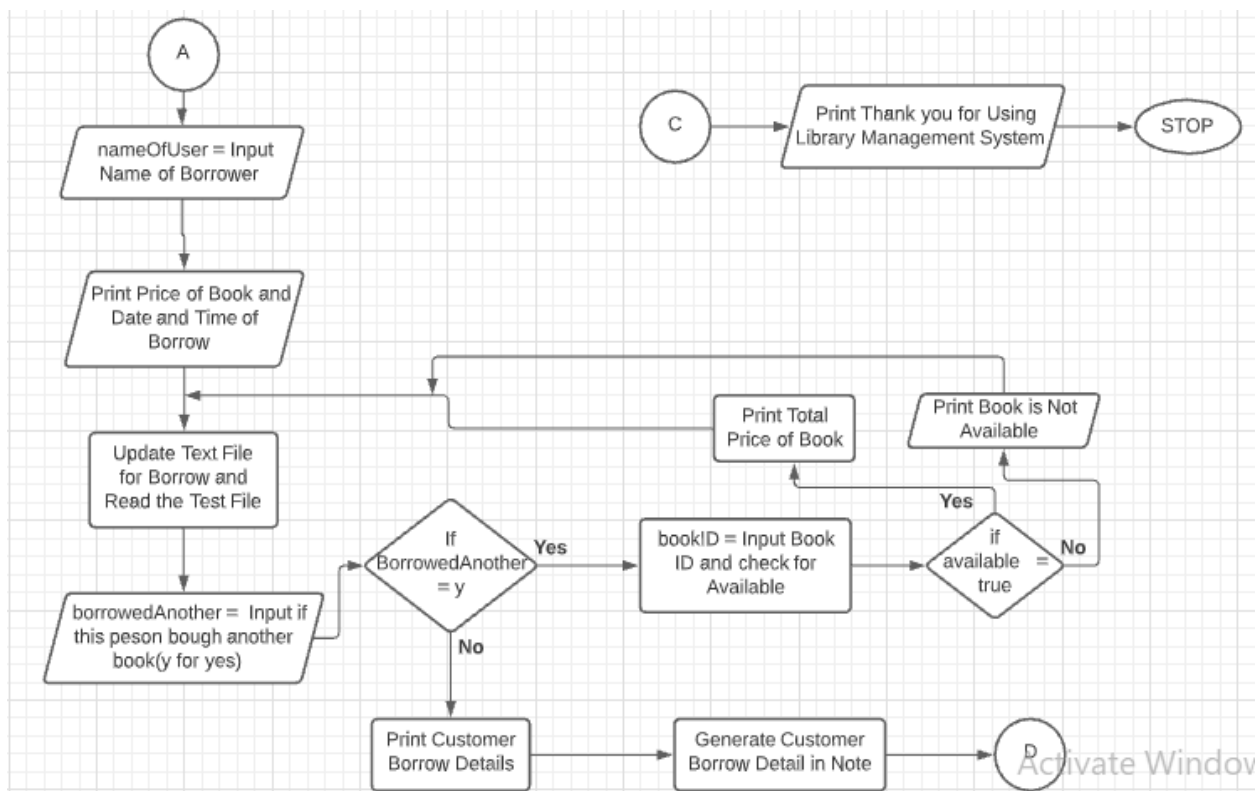 A
nameOfUser = Input
Name of Borrower
Print Price of Book and
Date and Time of
Borrow
Update Text File
for Borrow and
Read the Test File
borrowedAnother = Input if
this peson bough another
book(y for yes)
If
BorrowedAnother
= y
Yes
No
bookID = Input Book
ID and check for
Available
if
available =
true
Yes
No
Print Total
Price of Book
Print Book is Not
Available
Print Customer
Borrow Details
Generate Customer
Borrow Detail in Note
D
C
Print Thank you for Using
Library Management System
STOP
Activate Window